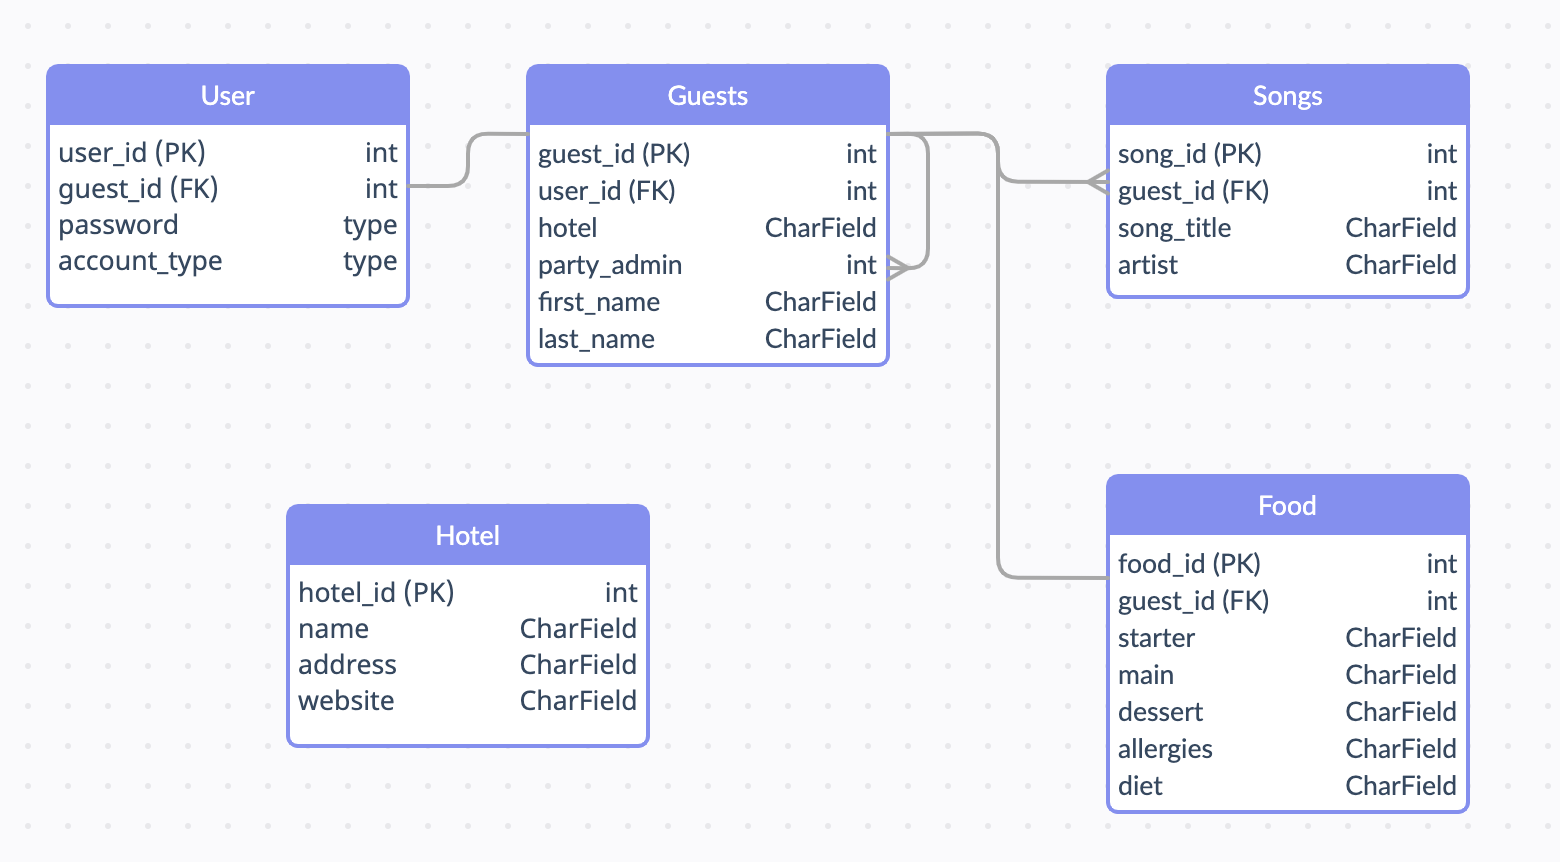 User
user_id (PK) int
guest_id (FK) int
password type
account_type type
Guests
guest_id (PK) int
user_id (FK) int
hotel CharField
party_admin int
first_name CharField
last_name CharField
Songs
song_id (PK) int
guest_id (FK) int
song_title CharField
artist CharField
Hotel
hotel_id (PK) int
name CharField
address CharField
website CharField
Food
food_id (PK) int
guest_id (FK) int
starter CharField
main CharField
dessert CharField
allergies CharField
diet CharField